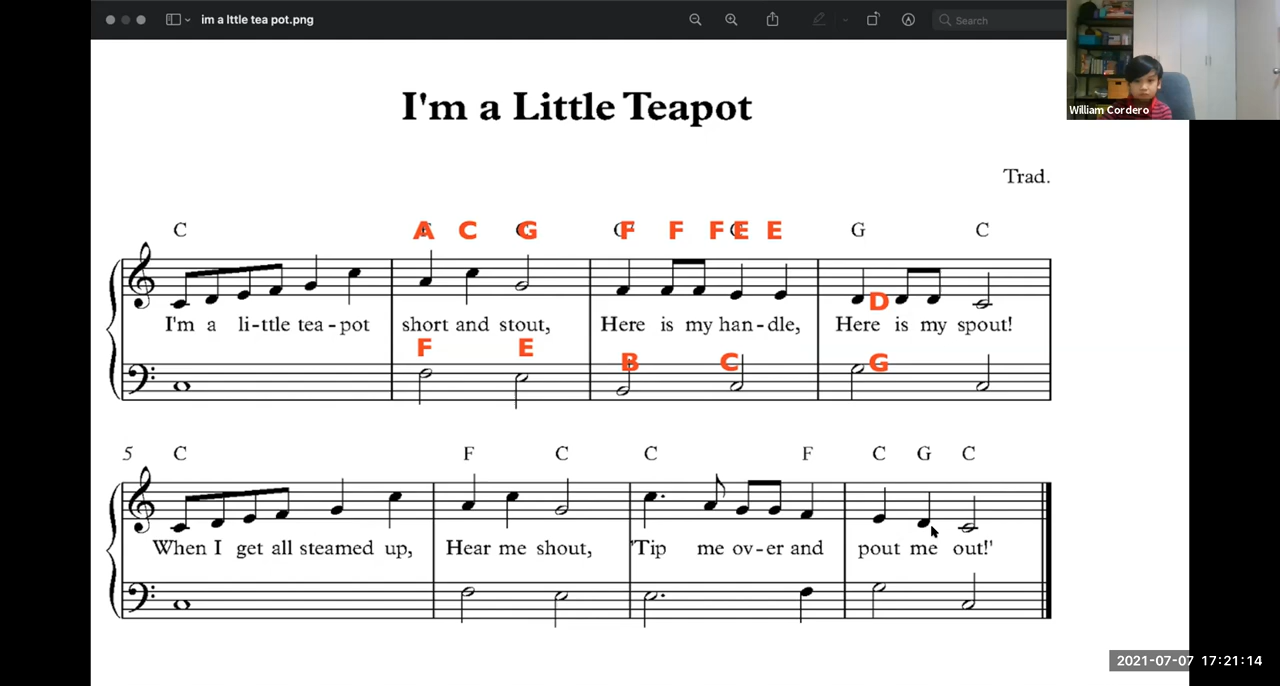 im a lttle tea pot.png
Search
William Cordero
I'm a Little Teapot
Trad.
C A C G F F F E E G C
I'm a li-ttle tea-pot short and stout, Here is my han-dle, Here is my spout!
D
F E B C G
5 C F C C F C G C
When I get all steamed up, Hear me shout, 'Tip me ov-er and pout me out!'
2021-07-07 17:21:14